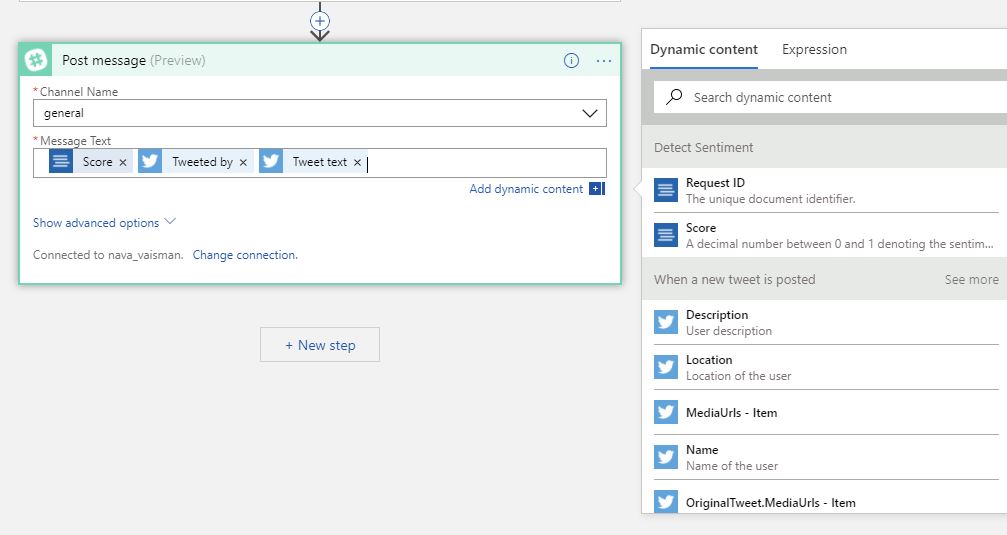 Post message (Preview)
*Channel Name
general
*Message Text
Score × Tweeted by × Tweet text ×
Add dynamic content
Show advanced options
Connected to nava_vaisman. Change connection.
+ New step
Dynamic content Expression
Search dynamic content
Detect Sentiment
Request ID
The unique document identifier.
Score
A decimal number between 0 and 1 denoting the sentim...
When a new tweet is posted See more
Description
User description
Location
Location of the user
MediaUrls - Item
Name
Name of the user
OriginalTweet.MediaUrls - Item